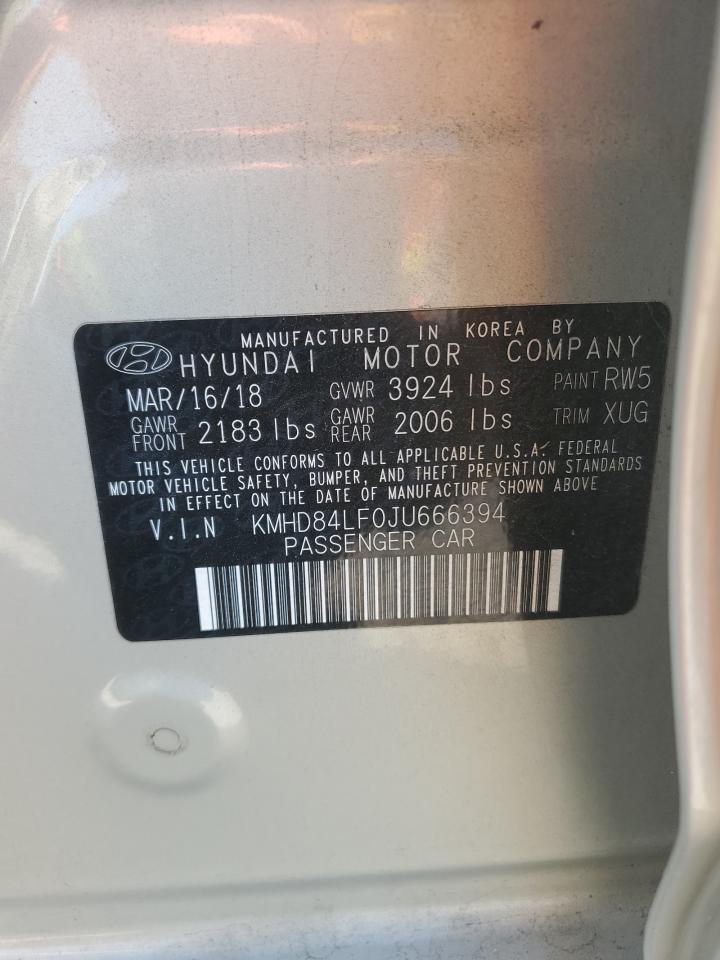 MANUFACTURED IN KOREA BY
HYUNDAI MOTOR COMPANY
MAR/16/18 GVWR 3924 lbs PAINT RW5
GAWR FRONT 2183 lbs GAWR REAR 2006 lbs TRIM XUG
THIS VEHICLE CONFORMS TO ALL APPLICABLE U.S.A. FEDERAL
MOTOR VEHICLE SAFETY, BUMPER, AND THEFT PREVENTION STANDARDS
IN EFFECT ON THE DATE OF MANUFACTURE SHOWN ABOVE
V.I.N KMHD84LF0JU666394
PASSENGER CAR